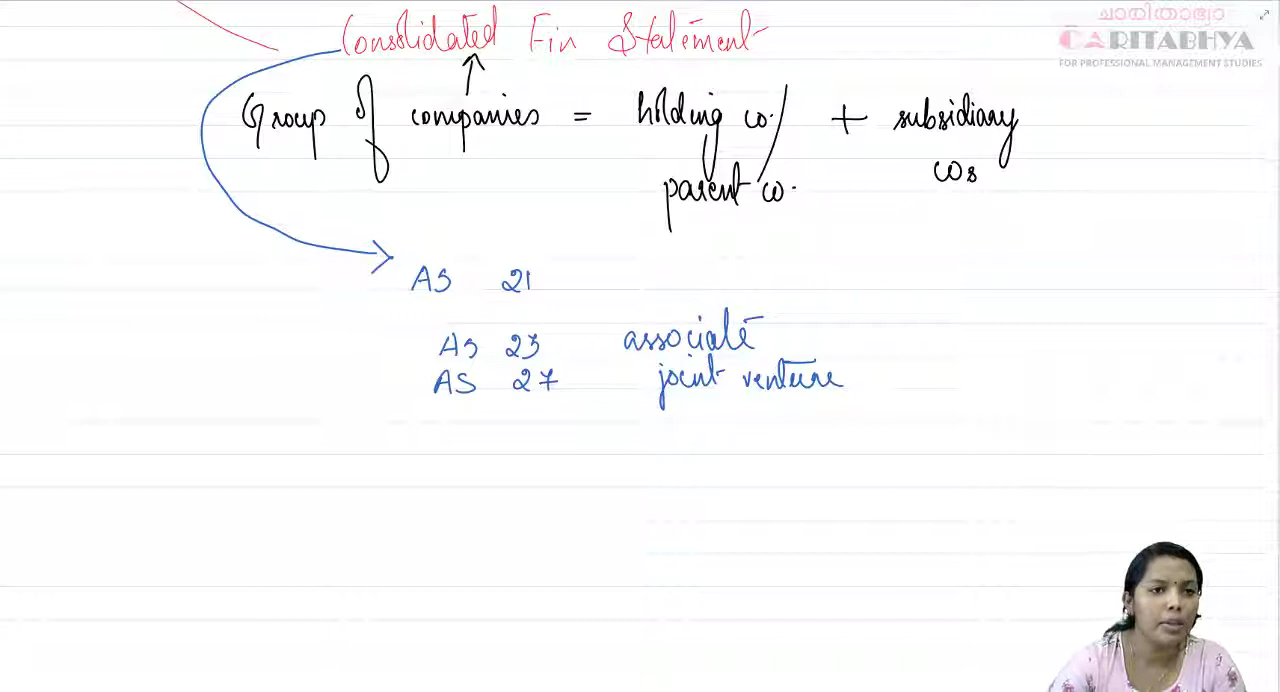 ചാരിതാഭ്യാ
CARITABHYA
FOR PROFESSIONAL MANAGEMENT STUDIES
Consolidated Fin Statement
Group of companies = holding co./ + subsidiary
parent co. cos
AS 21
AS 23 associate
AS 27 joint venture